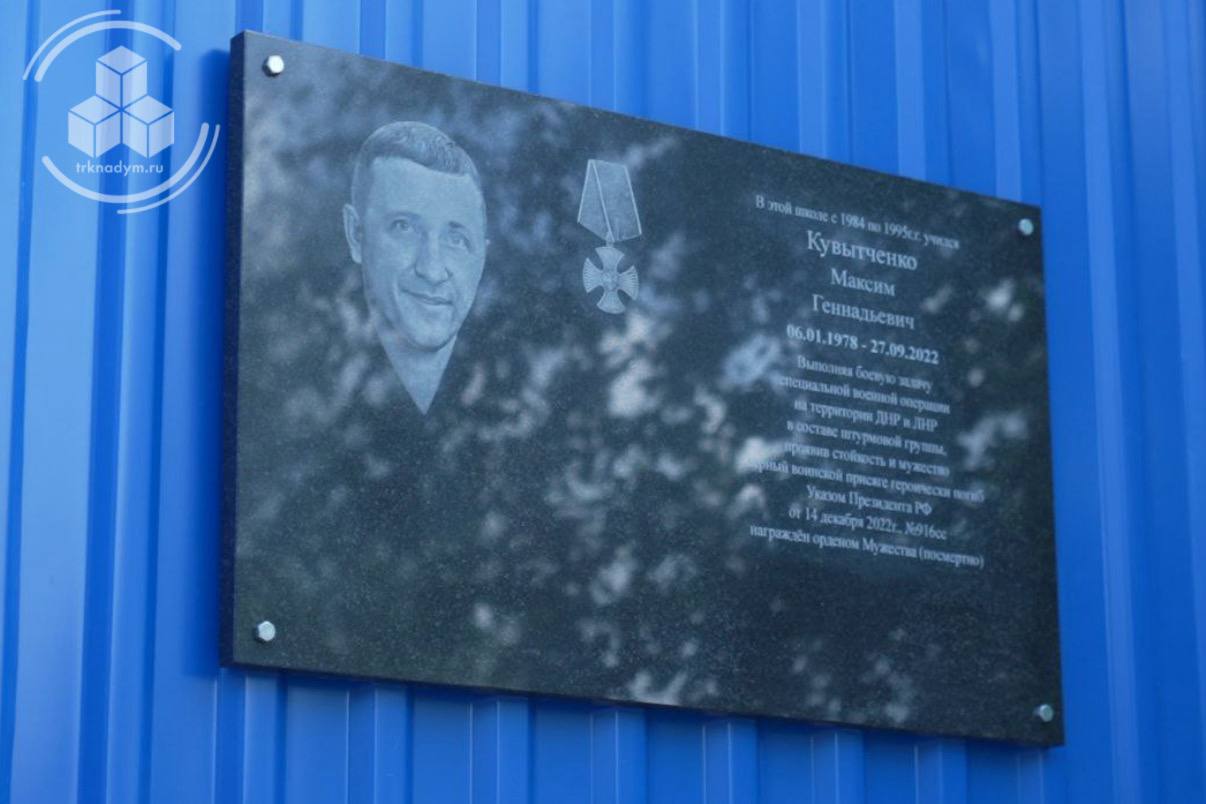 trknadym.ru
В этой школе с 1984 по 1995г.г. учился
Кувытченко
Максим
Геннадьевич
06.01.1978 - 27.09.2022
Выполняя боевую задачу
специальной военной операции
на территории ДНР и ЛНР
в составе штурмовой группы,
проявив стойкость и мужество
верный воинской присяге героически погиб
Указом Президента РФ
от 14 декабря 2022г., №916сс
награждён орденом Мужества (посмертно)